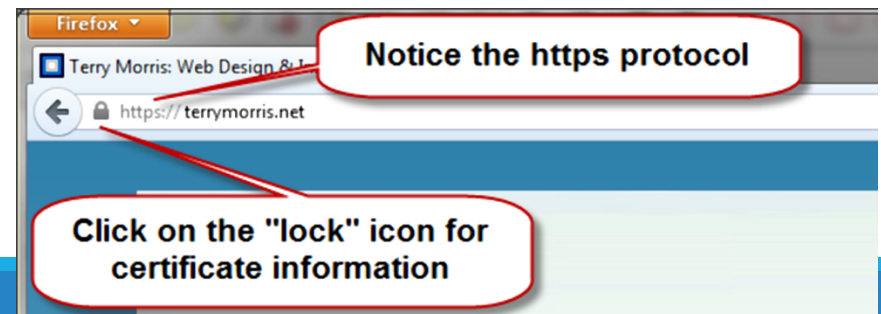 Firefox
Terry Morris: Web Design &
Notice the https protocol
https://terrymorris.net
Click on the "lock" icon for
certificate information